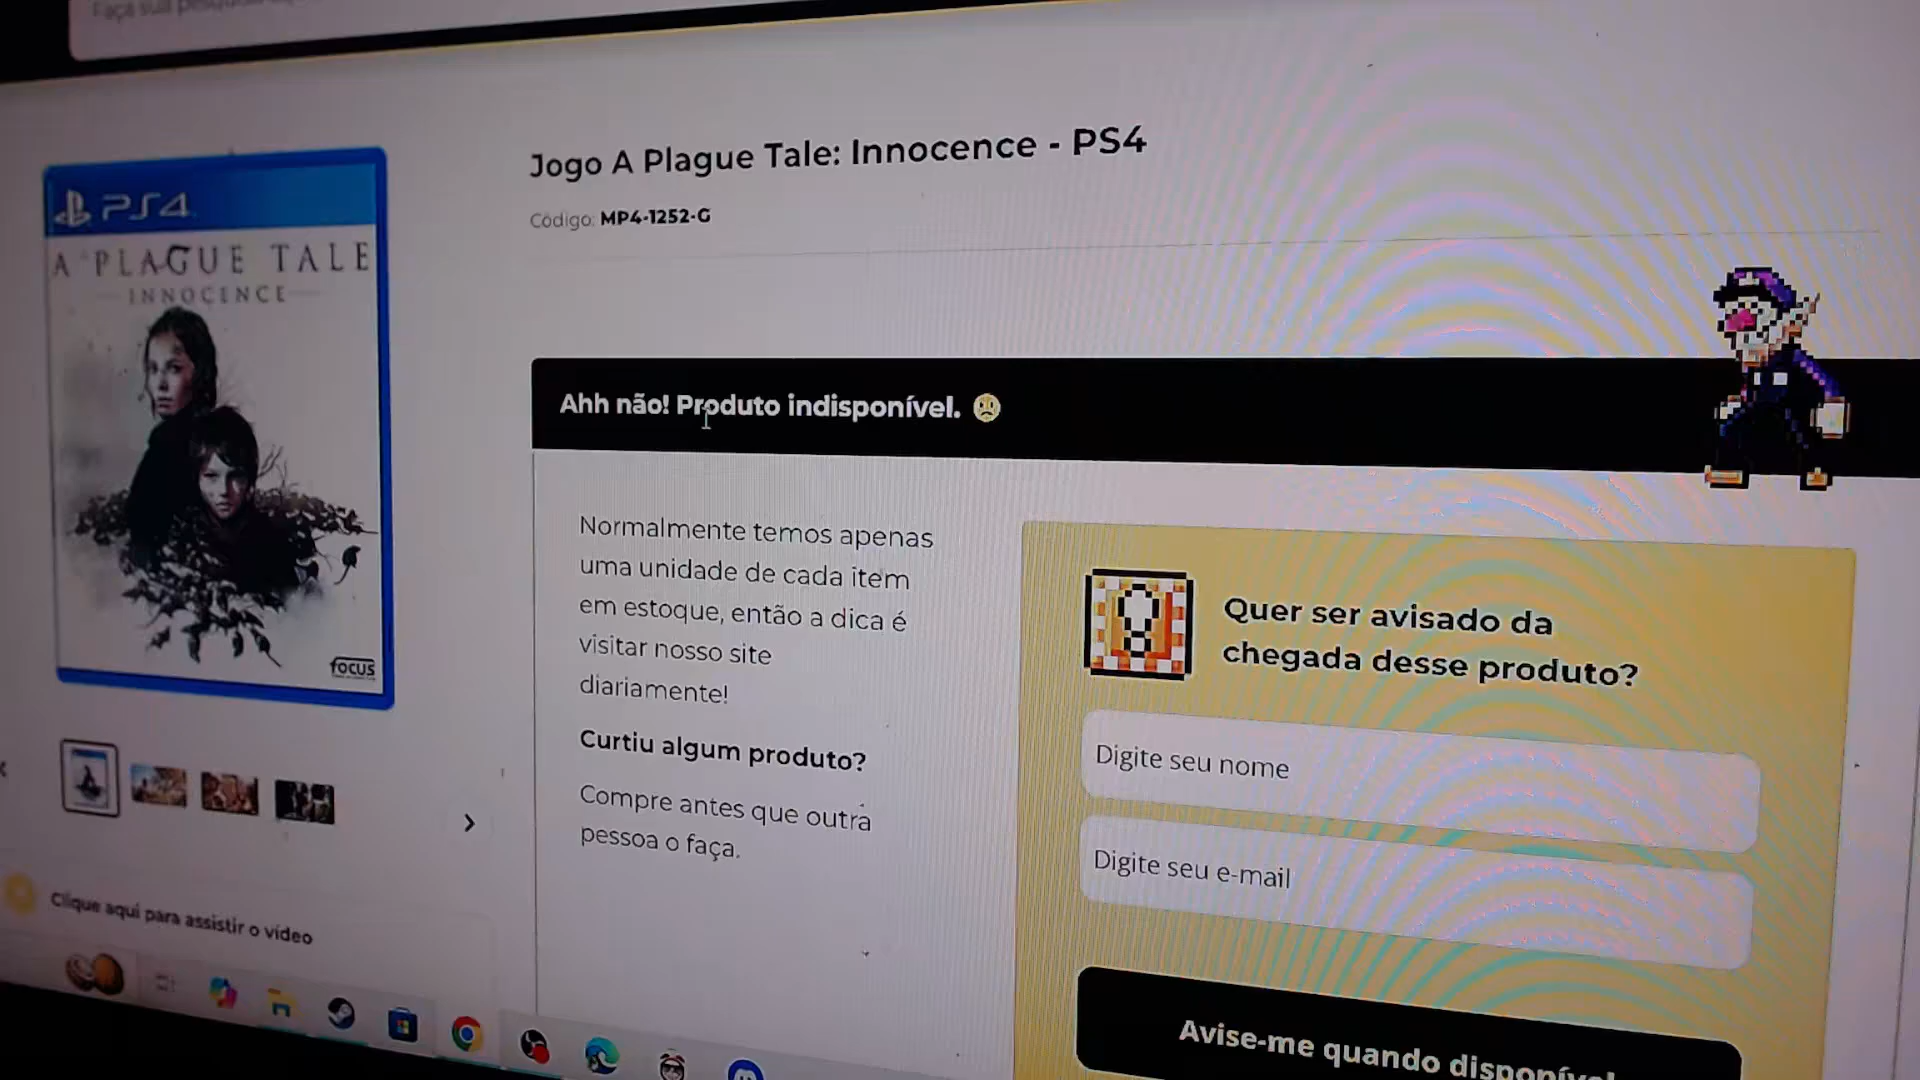 Faça sua
Jogo A Plague Tale: Innocence - PS4
Código: MP4-1252-G
PS4
A PLAGUE TALE
INNOCENCE
focus
Ahh não! Produto indisponível.
Normalmente temos apenas
uma unidade de cada item
em estoque, então a dica é
visitar nosso site
diariamente!
Curtiu algum produto?
Compre antes que outra
pessoa o faça.
Quer ser avisado da
chegada desse produto?
Digite seu nome
Digite seu e-mail
Avise-me quando disponível
Clique aqui para assistir o vídeo